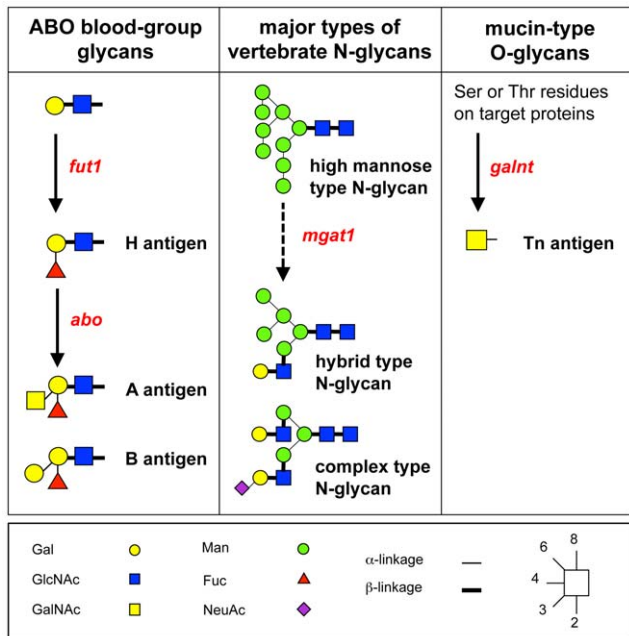 ABO blood-group
glycans
fut1
H antigen
abo
A antigen
B antigen
major types of
vertebrate N-glycans
high mannose
type N-glycan
mgat1
hybrid type
N-glycan
complex type
N-glycan
mucin-type
O-glycans
Ser or Thr residues
on target proteins
galnt
Tn antigen
Gal
GlcNAc
GalNAc
Man
Fuc
NeuAc
α-linkage
β-linkage
6 8
4
3
2